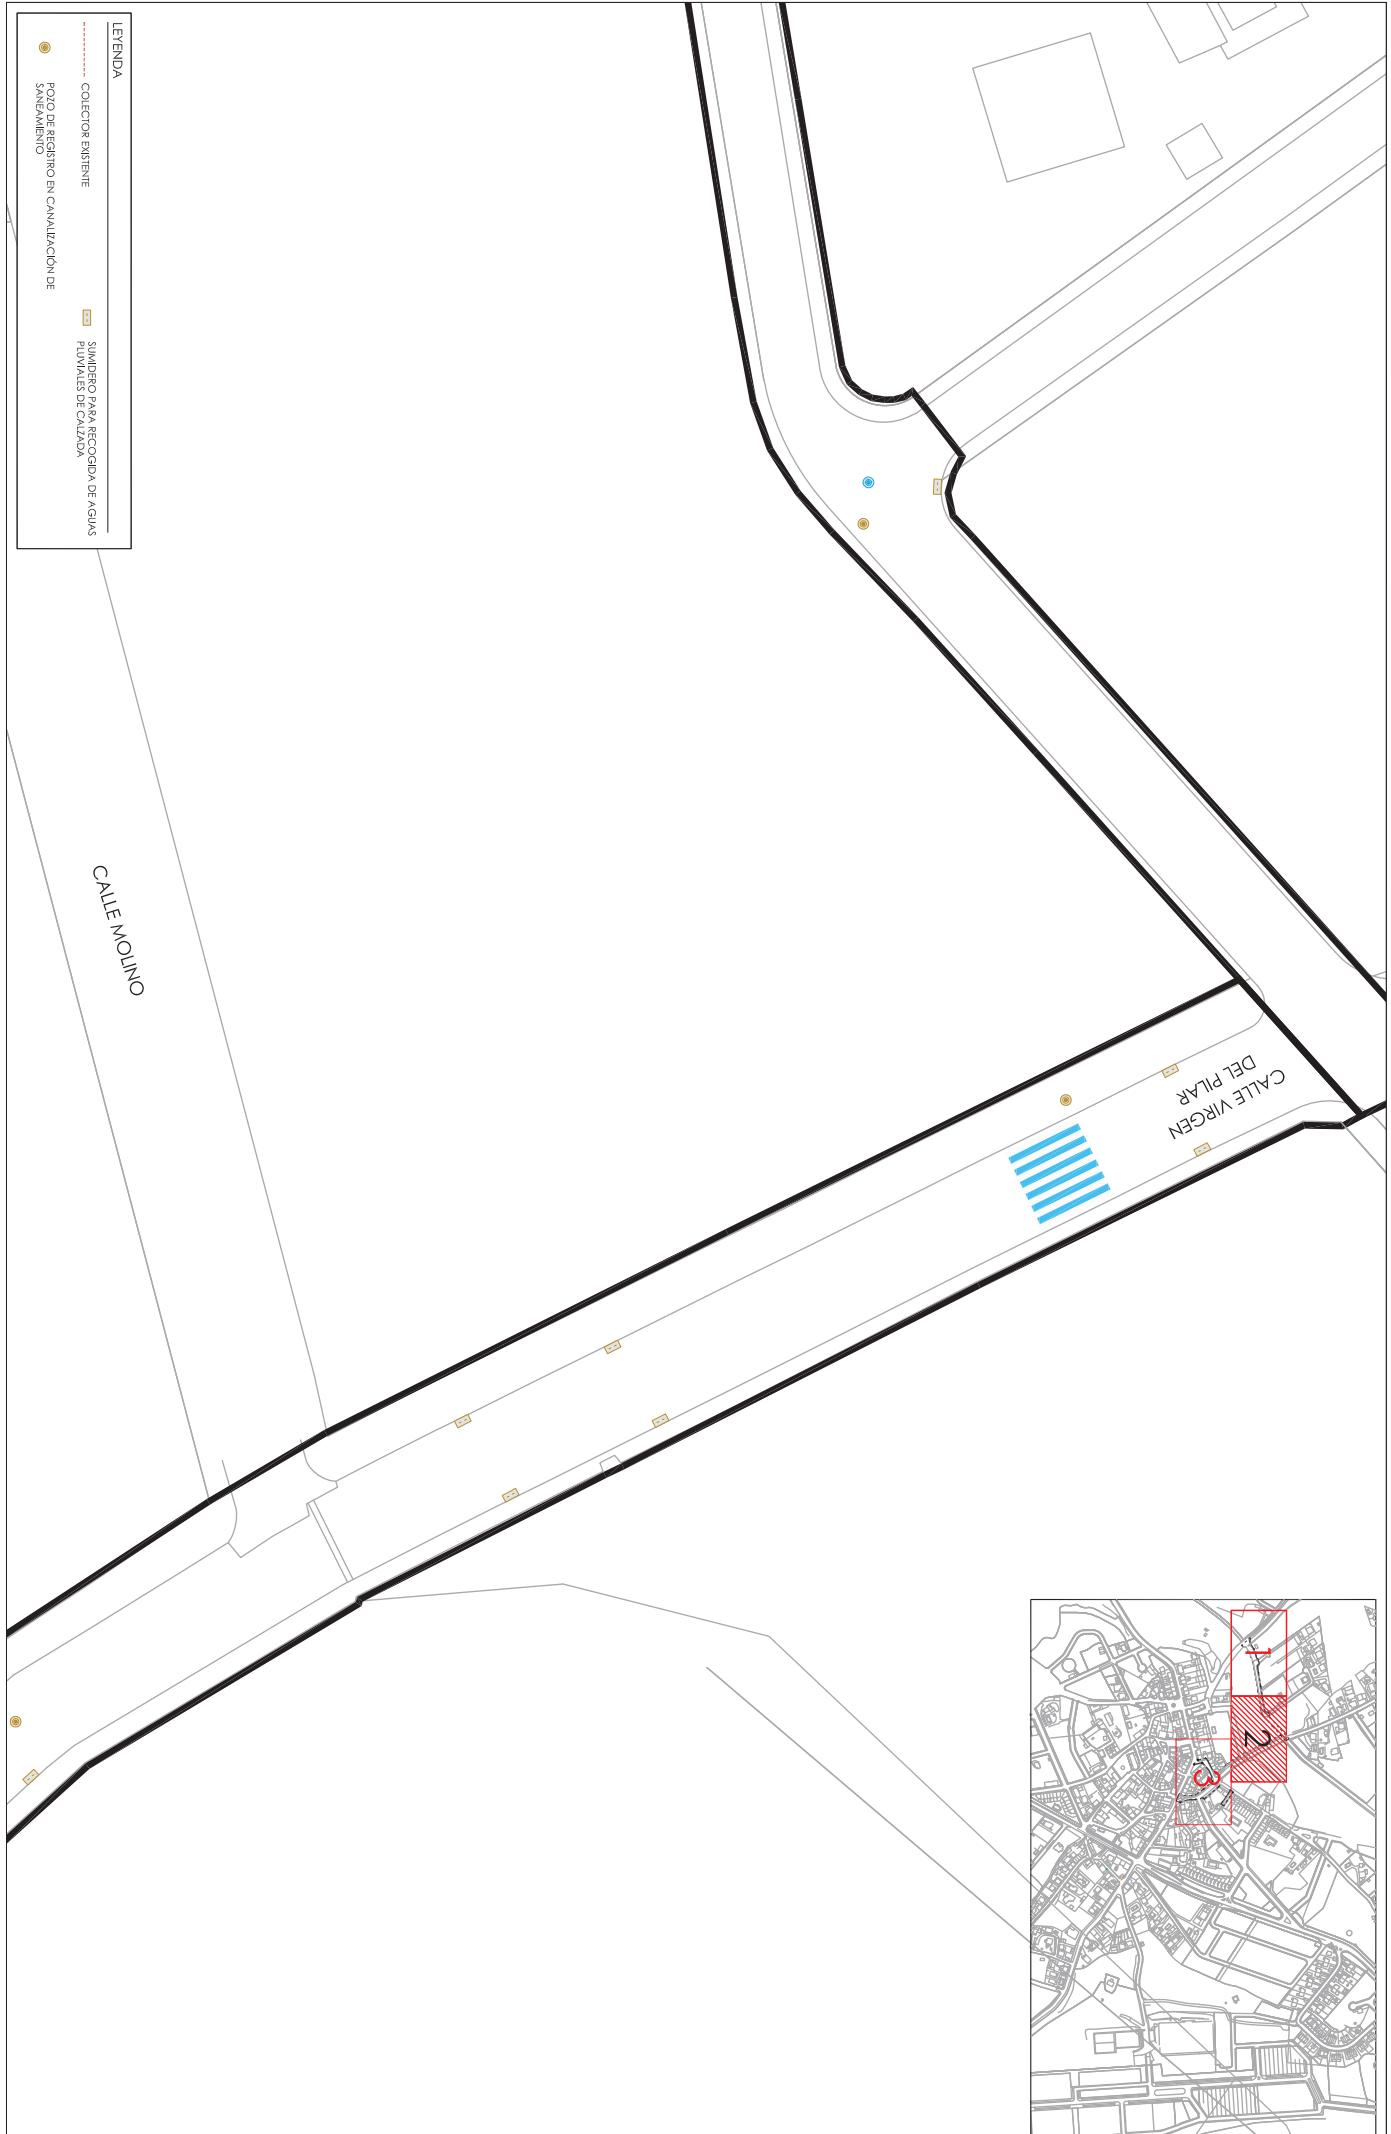 LEYENDA
COLECTOR EXISTENTE
POZO DE REGISTRO EN CANALIZACIÓN DE
SANEAMIENTO
SUMIDERO PARA RECOGIDA DE AGUAS
PLUVIALES DE CALZADA
CALLE MOLINO
CALLE VIRGEN
DEL PILAR
1
2
3